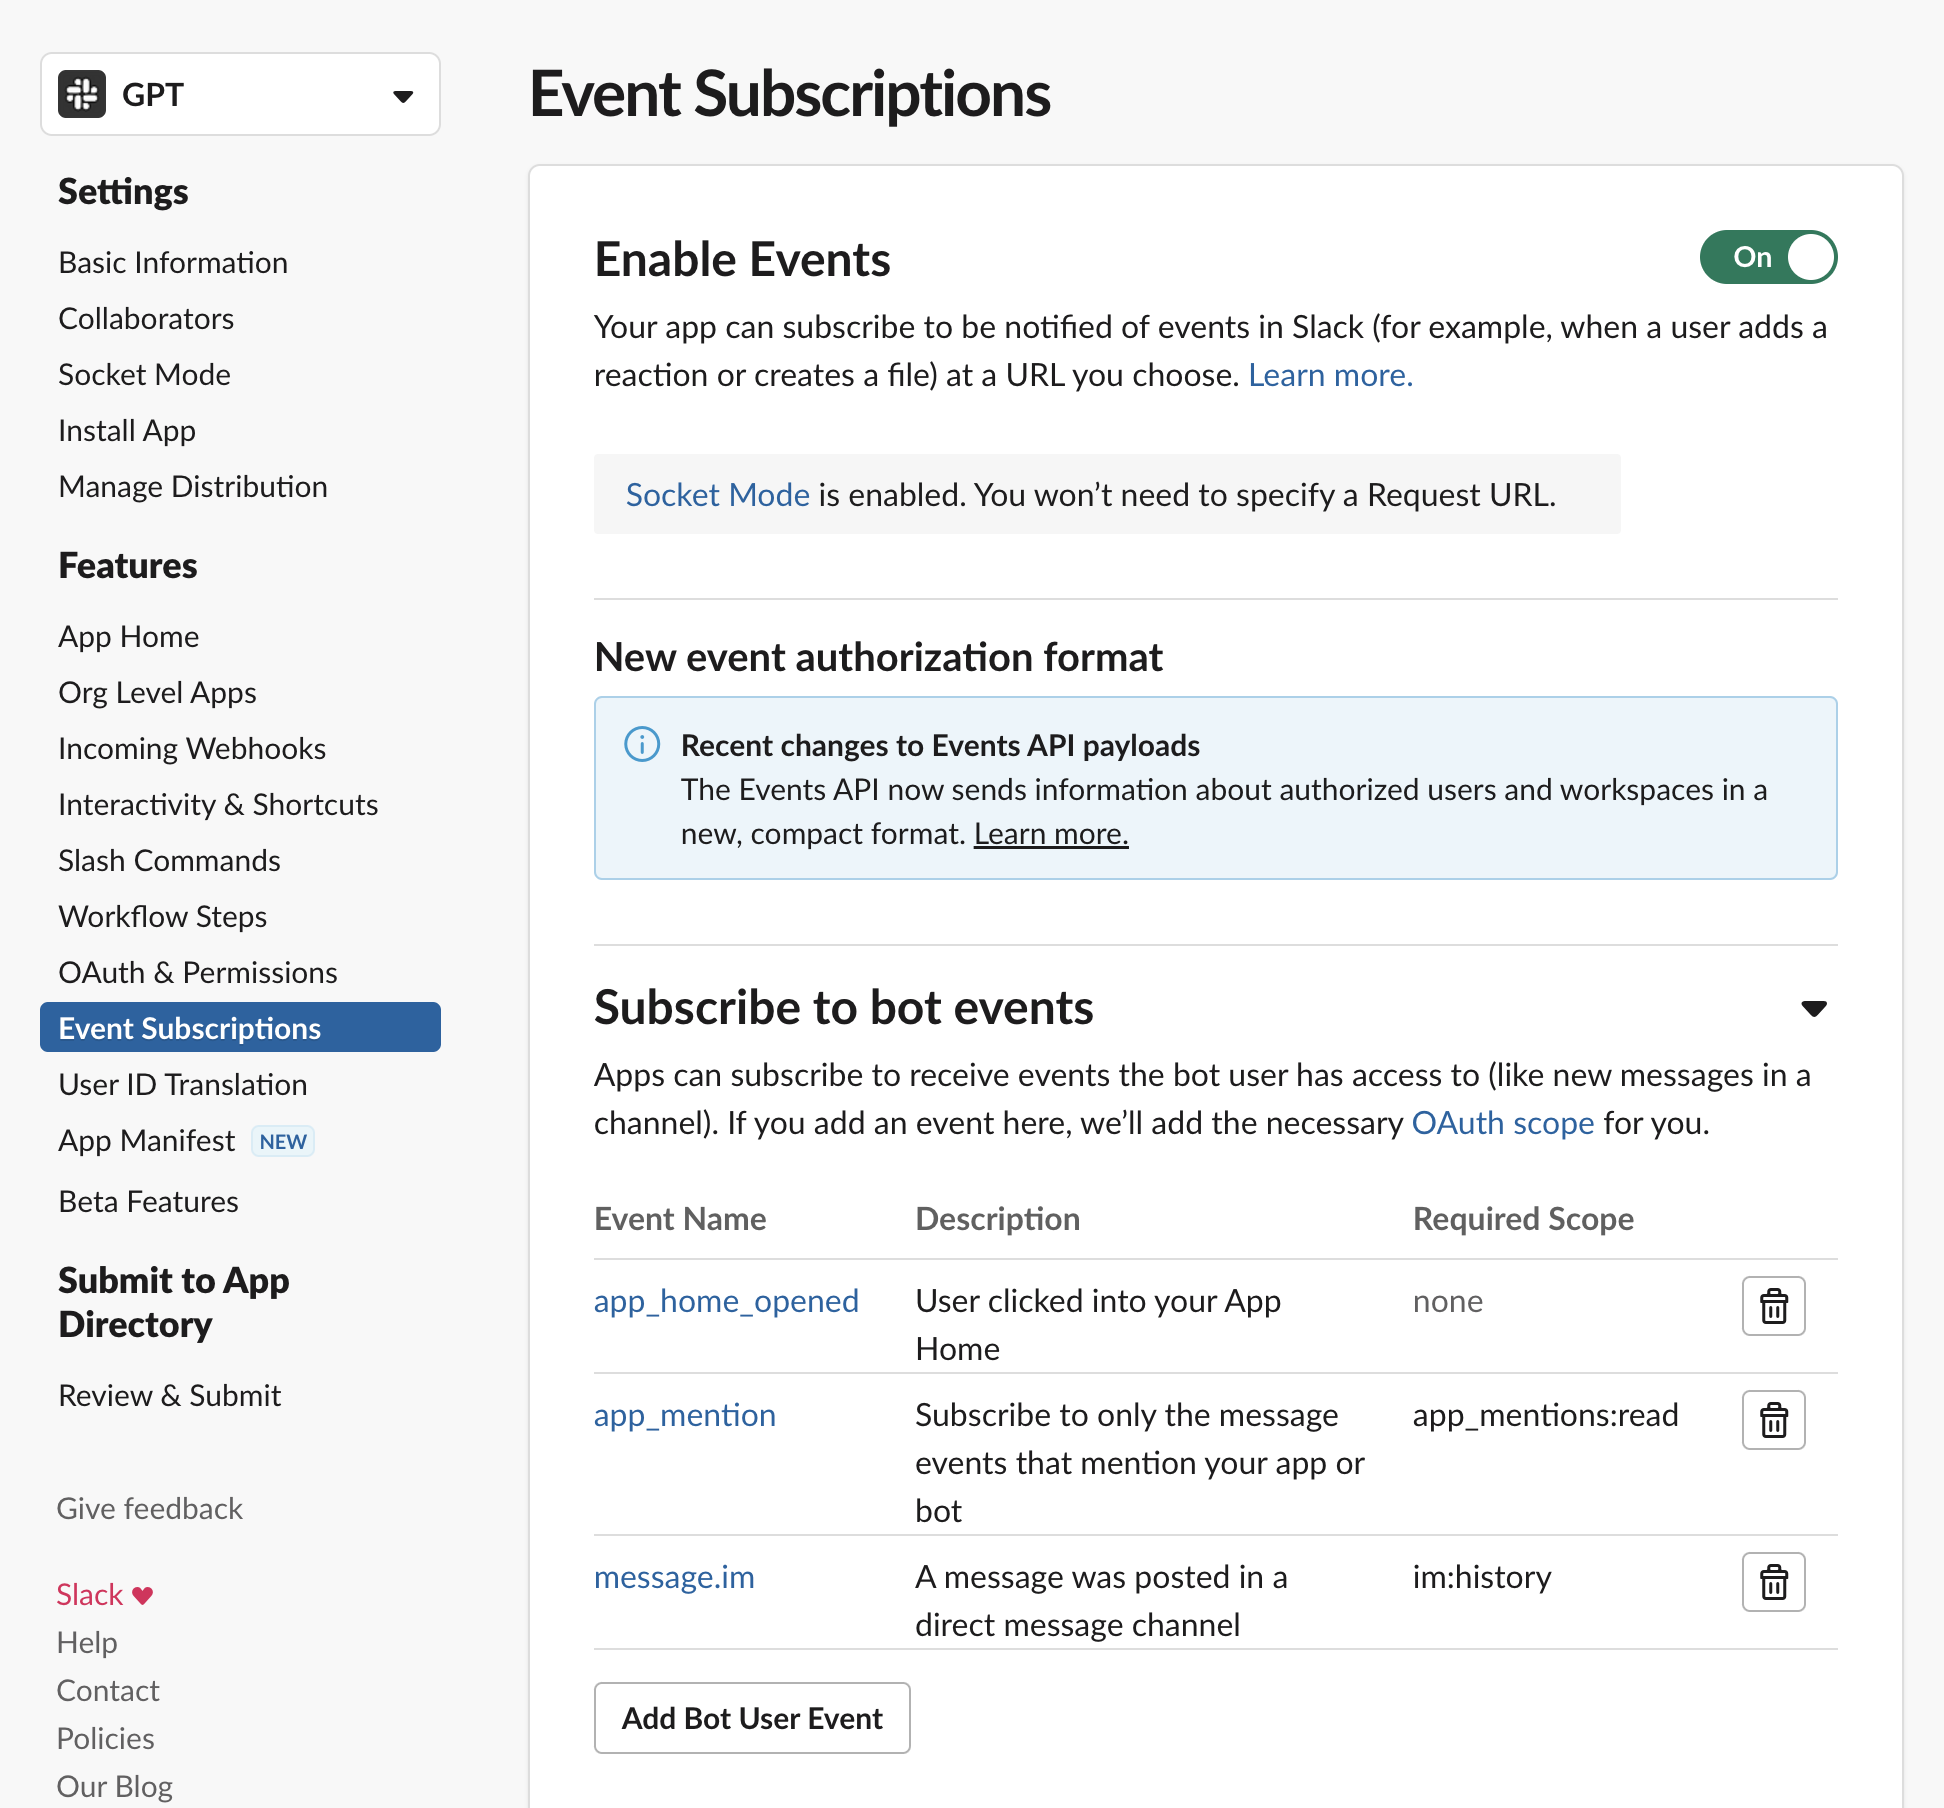 GPT
Settings
Basic Information
Collaborators
Socket Mode
Install App
Manage Distribution
Features
App Home
Org Level Apps
Incoming Webhooks
Interactivity & Shortcuts
Slash Commands
Workflow Steps
OAuth & Permissions
Event Subscriptions
User ID Translation
App Manifest NEW
Beta Features
Submit to App
Directory
Review & Submit
Give feedback
Slack ♥
Help
Contact
Policies
Our Blog
Event Subscriptions
Enable Events
On
Your app can subscribe to be notified of events in Slack (for example, when a user adds a
reaction or creates a file) at a URL you choose. Learn more.
Socket Mode is enabled. You won’t need to specify a Request URL.
New event authorization format
Recent changes to Events API payloads
The Events API now sends information about authorized users and workspaces in a
new, compact format. Learn more.
Subscribe to bot events
Apps can subscribe to receive events the bot user has access to (like new messages in a
channel). If you add an event here, we’ll add the necessary OAuth scope for you.
Event Name Description Required Scope
app_home_opened User clicked into your App none
Home
app_mention Subscribe to only the message app_mentions:read
events that mention your app or
bot
message.im A message was posted in a im:history
direct message channel
Add Bot User Event